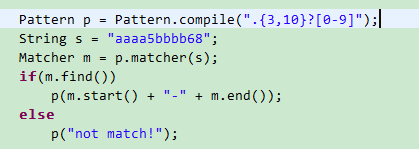 Pattern p = Pattern.compile(".{3,10}?[0-9]");
String s = "aaaa5bbbb68";
Matcher m = p.matcher(s);
if(m.find())
p(m.start() + "-" + m.end());
else
p("not match!");